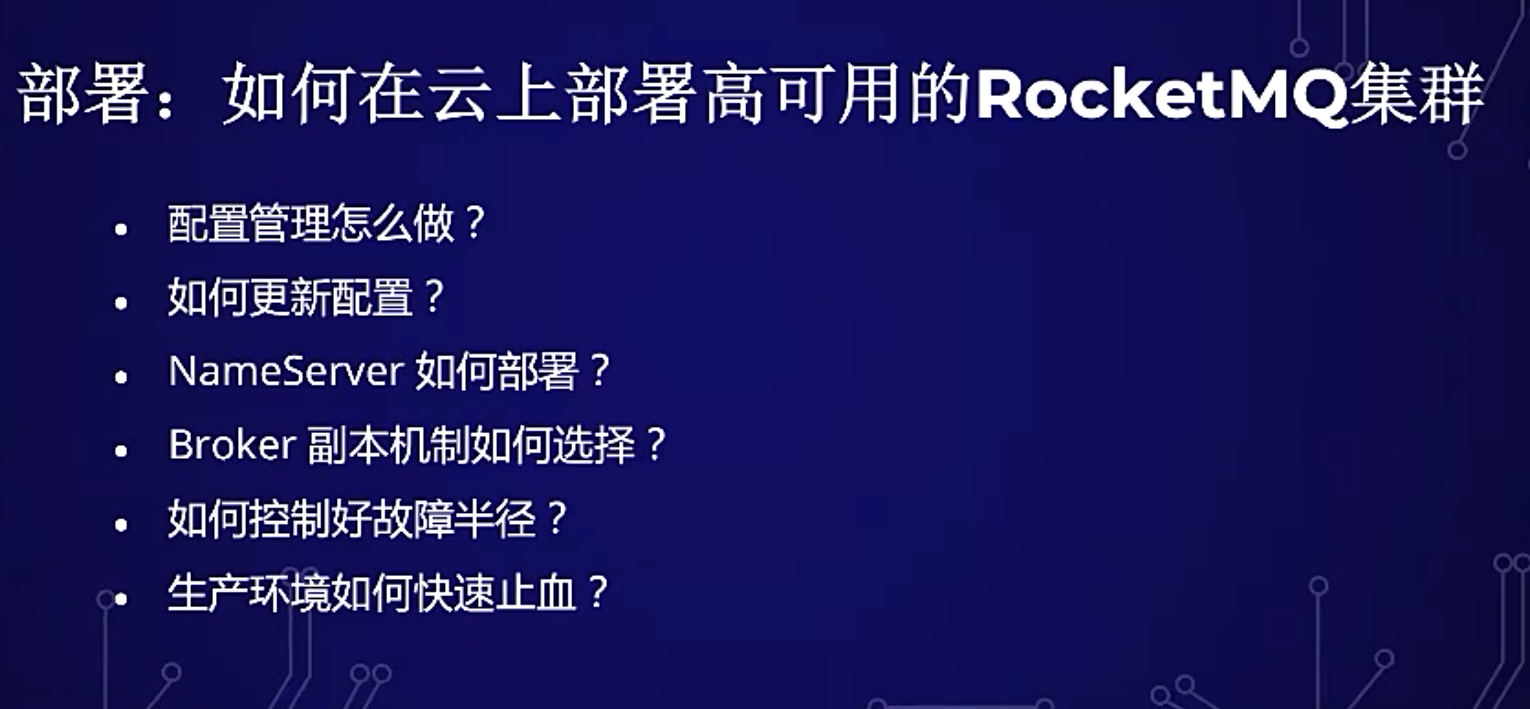 部署：如何在云上部署高可用的RocketMQ集群
• 配置管理怎么做？
• 如何更新配置？
• NameServer 如何部署？
• Broker 副本机制如何选择？
• 如何控制好故障半径？
• 生产环境如何快速止血？